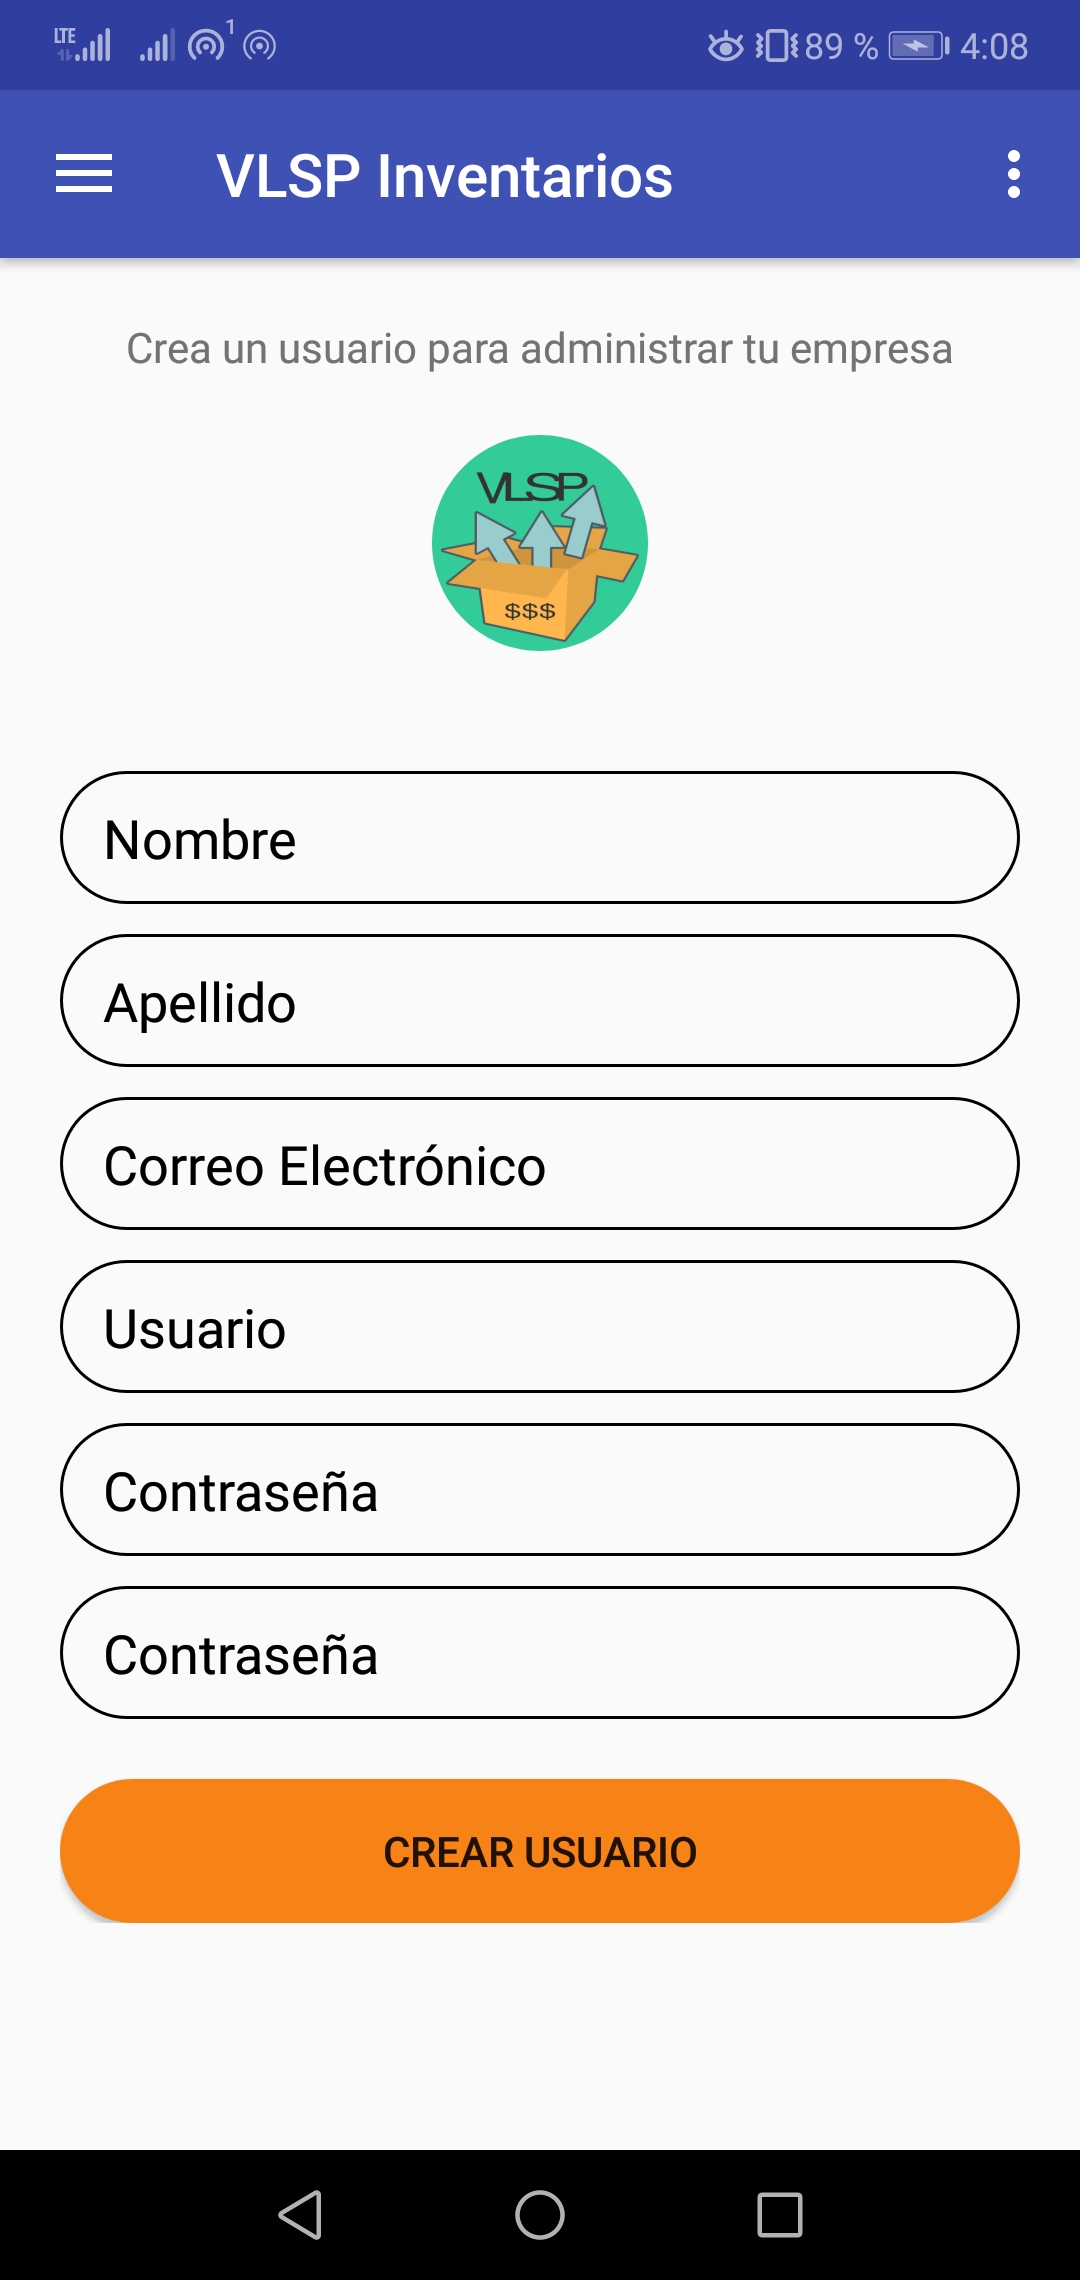 LTE 1 89 % 4:08
VLSP Inventarios
Crea un usuario para administrar tu empresa
VLSP
$$$
Nombre
Apellido
Correo Electrónico
Usuario
Contraseña
Contraseña
CREAR USUARIO